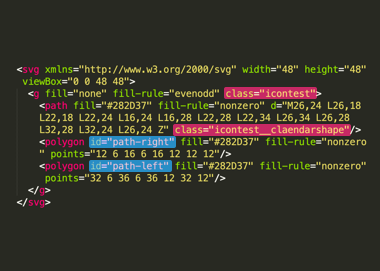 <svg xmlns="http://www.w3.org/2000/svg" width="48" height="48"
viewBox="0 0 48 48">
<g fill="none" fill-rule="evenodd" class="icontest">
<path fill="#282D37" fill-rule="nonzero" d="M26,24 L26,18
L22,18 L22,24 L16,24 L16,28 L22,28 L22,34 L26,34 L26,28
L32,28 L32,24 L26,24 Z" class="icontest__claendarshape"/>
<polygon id="path-right" fill="#282D37" fill-rule="nonzero
" points="12 6 16 6 16 12 12 12"/>
<polygon id="path-left" fill="#282D37" fill-rule="nonzero"
points="32 6 36 6 36 12 32 12"/>
</g>
</svg>